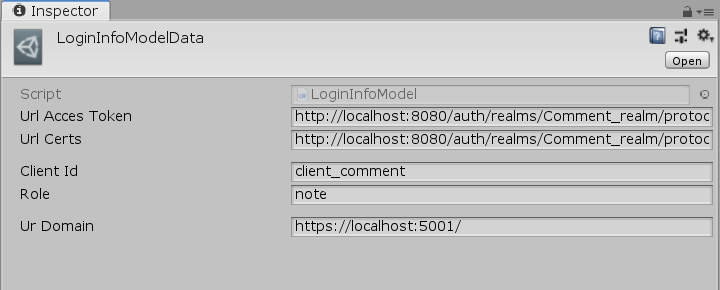 Inspector
LoginInfoModelData
Open
Script LoginInfoModel
Url Acces Token http://localhost:8080/auth/realms/Comment_realm/protoc
Url Certs http://localhost:8080/auth/realms/Comment_realm/protoc
Client Id client_comment
Role note
Ur Domain https://localhost:5001/